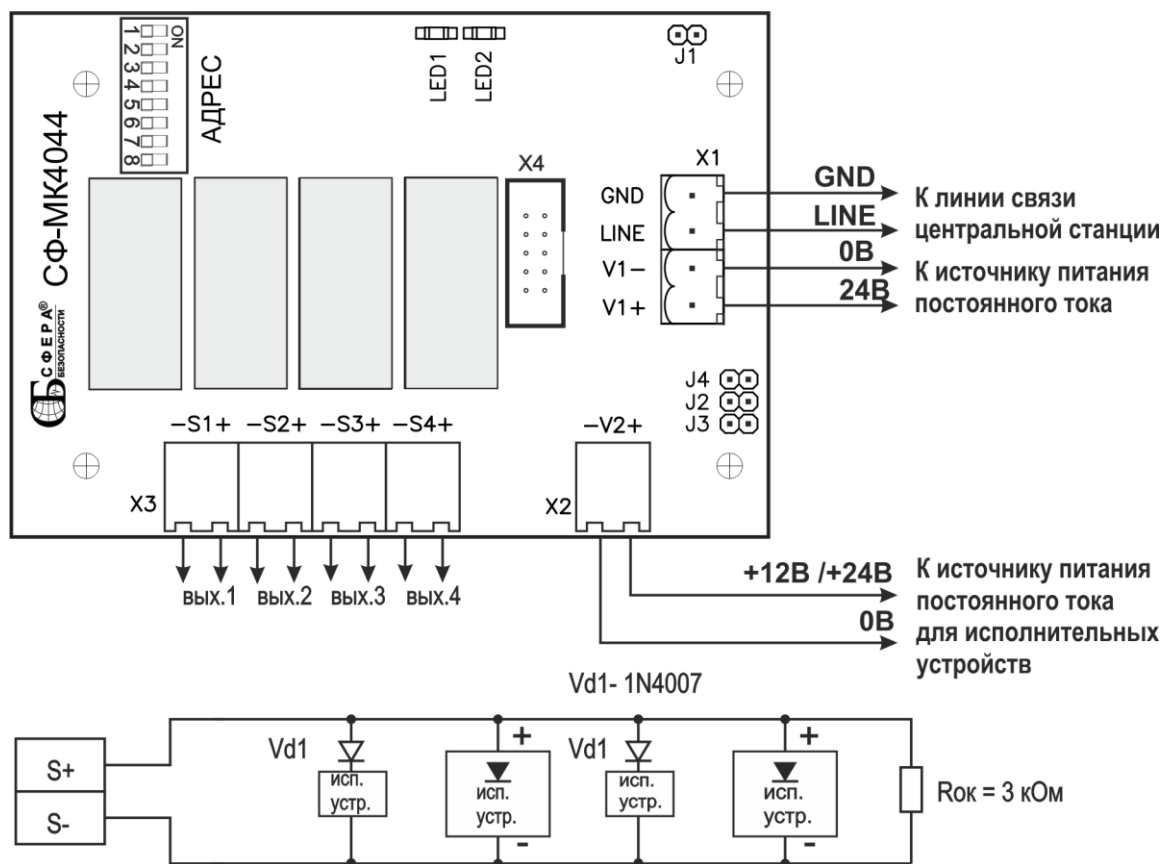 1
2
3
4
5
6
7
8
ON
АДРЕС
LED1
LED2
J1
СФ-МК4044
СФЕРА®
БЕЗОПАСНОСТИ
X4
X1
GND
LINE
V1-
V1+
GND
LINE
0В
24В
К линии связи
центральной станции
К источнику питания
постоянного тока
J4
J2
J3
-S1+ -S2+ -S3+ -S4+
-V2+
X3
X2
вых.1 вых.2 вых.3 вых.4
+12В /+24В
0В
К источнику питания
постоянного тока
для исполнительных
устройств
Vd1- 1N4007
S+
S-
Vd1
исп.
устр.
+
исп.
устр.
-
Vd1
исп.
устр.
+
исп.
устр.
-
Rок = 3 кОм